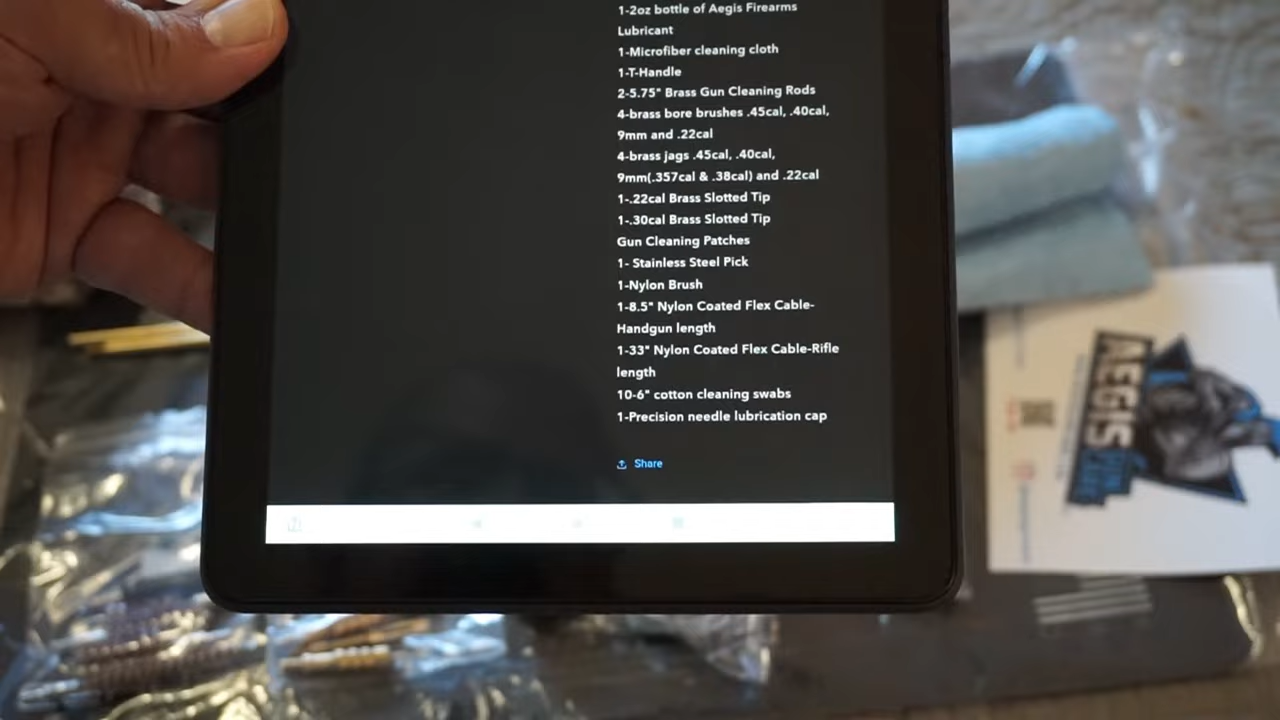 1-2oz bottle of Aegis Firearms
Lubricant
1-Microfiber cleaning cloth
1-T-Handle
2-5.75" Brass Gun Cleaning Rods
4-brass bore brushes .45cal, .40cal,
9mm and .22cal
4-brass jags .45cal, .40cal,
9mm(.357cal & .38cal) and .22cal
1-.22cal Brass Slotted Tip
1-.30cal Brass Slotted Tip
Gun Cleaning Patches
1- Stainless Steel Pick
1-Nylon Brush
1-8.5" Nylon Coated Flex Cable-
Handgun length
1-33" Nylon Coated Flex Cable-Rifle
length
10-6" cotton cleaning swabs
1-Precision needle lubrication cap
Share
AEGIS